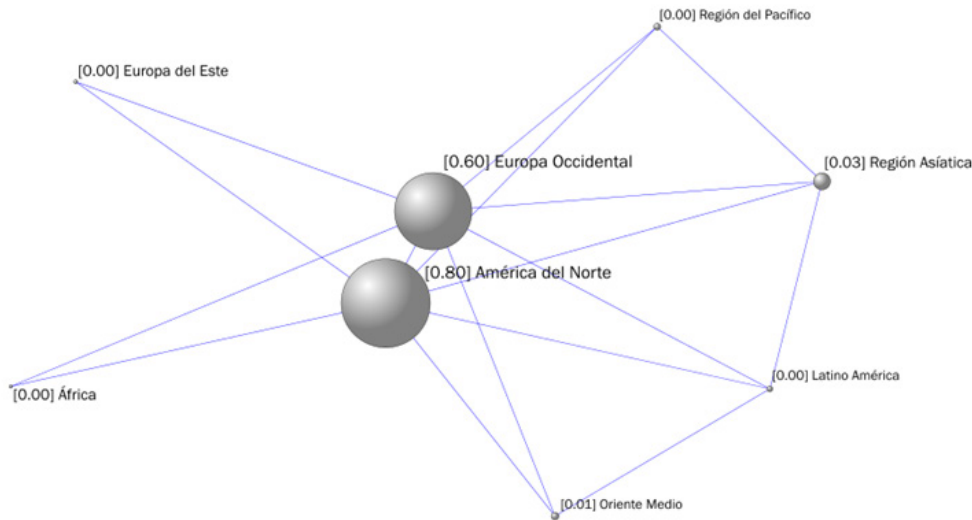 [0.00] Región del Pacífico
[0.00] Europa del Este
[0.60] Europa Occidental
[0.03] Región Asíatica
[0.80] América del Norte
[0.00] Latino América
[0.00] África
[0.01] Oriente Medio